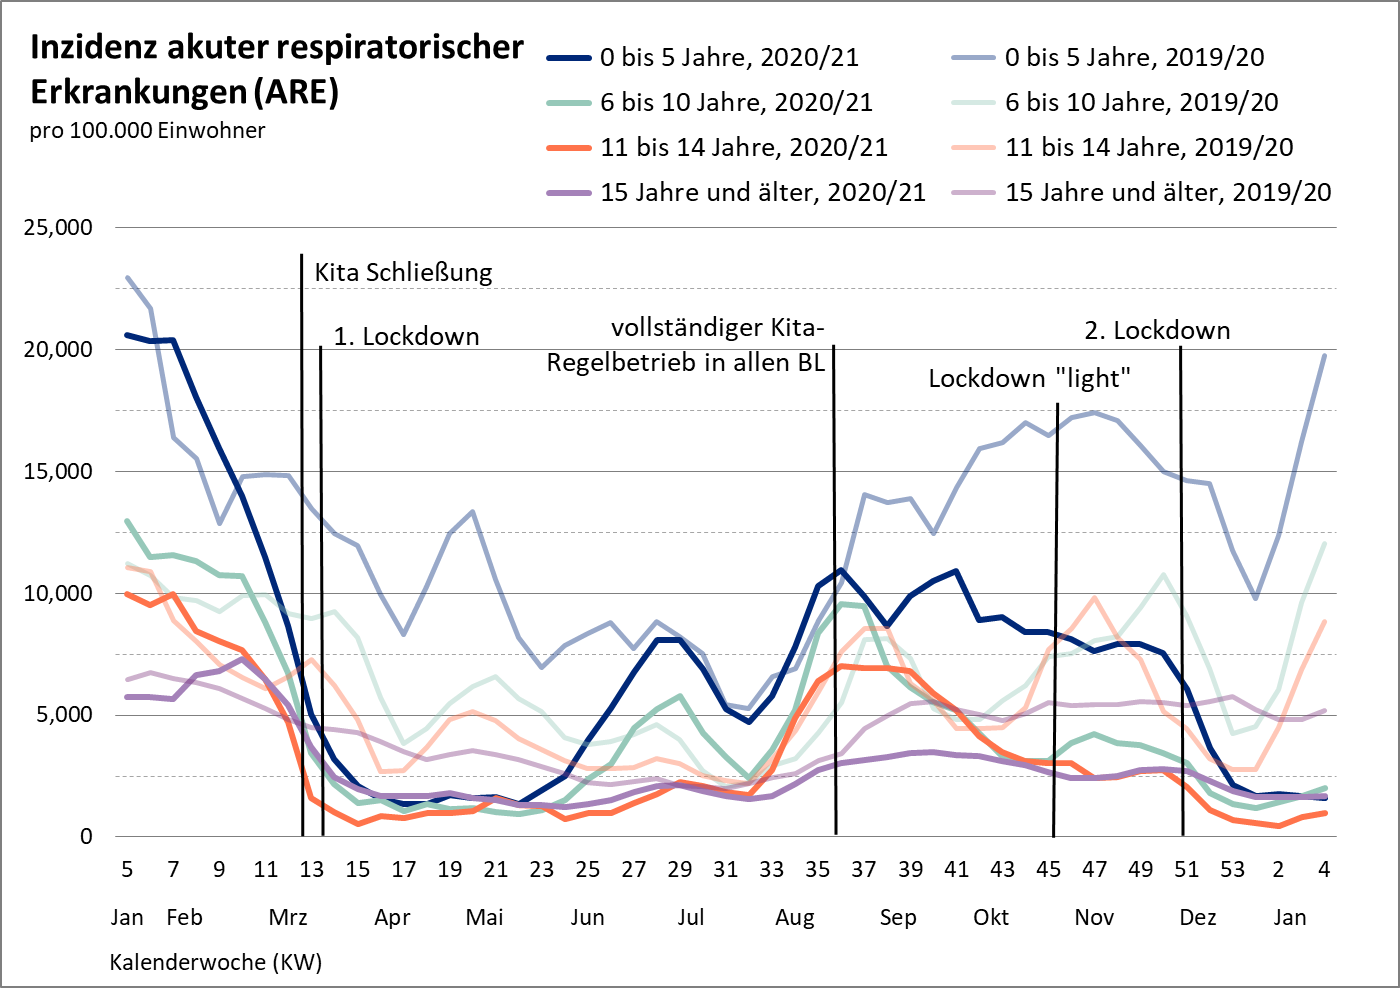 Inzidenz akuter respiratorischer
Erkrankungen (ARE)
pro 100.000 Einwohner
0 bis 5 Jahre, 2020/21
0 bis 5 Jahre, 2019/20
6 bis 10 Jahre, 2020/21
6 bis 10 Jahre, 2019/20
11 bis 14 Jahre, 2020/21
11 bis 14 Jahre, 2019/20
15 Jahre und älter, 2020/21
15 Jahre und älter, 2019/20
25,000
20,000
15,000
10,000
5,000
0
Kita Schließung
1. Lockdown
vollständiger Kita-
Regelbetrieb in allen BL
Lockdown "light"
2. Lockdown
5 7 9 11 13 15 17 19 21 23 25 27 29 31 33 35 37 39 41 43 45 47 49 51 53 2 4
Jan Feb Mrz Apr Mai Jun Jul Aug Sep Okt Nov Dez Jan
Kalenderwoche (KW)